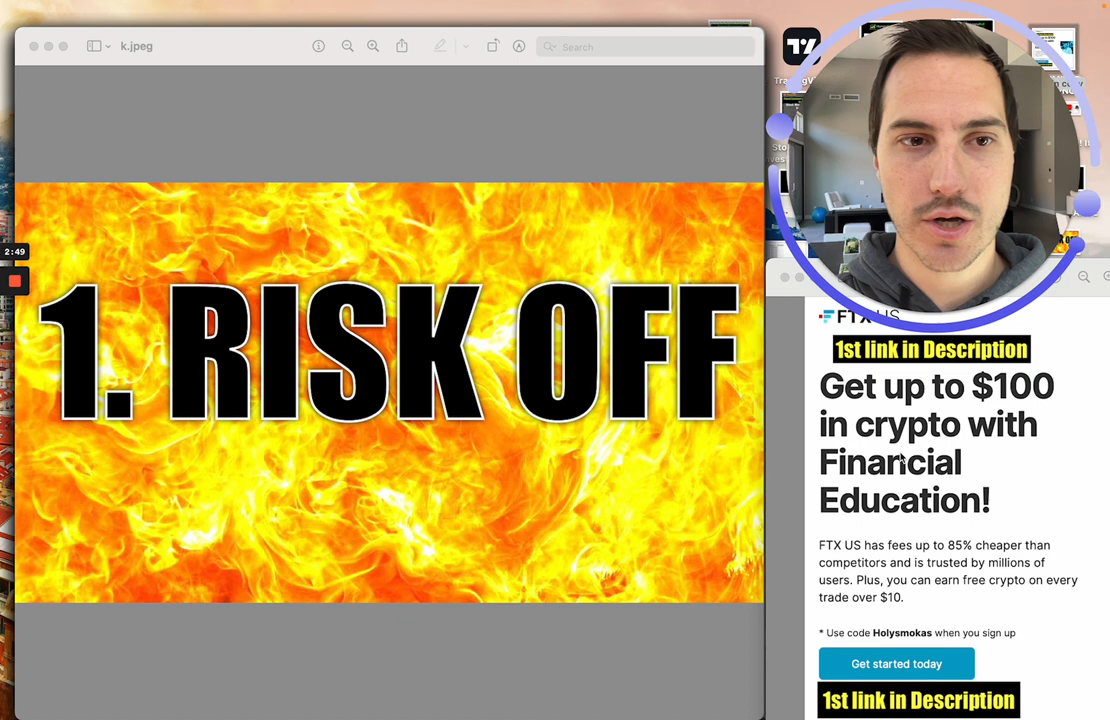 k.jpeg
Search
2:49
1. RISK OFF
FTX US
1st link in Description
Get up to $100
in crypto with
Financial
Education!
FTX US has fees up to 85% cheaper than
competitors and is trusted by millions of
users. Plus, you can earn free crypto on every
trade over $10.
* Use code Holysmokas when you sign up
Get started today
1st link in Description